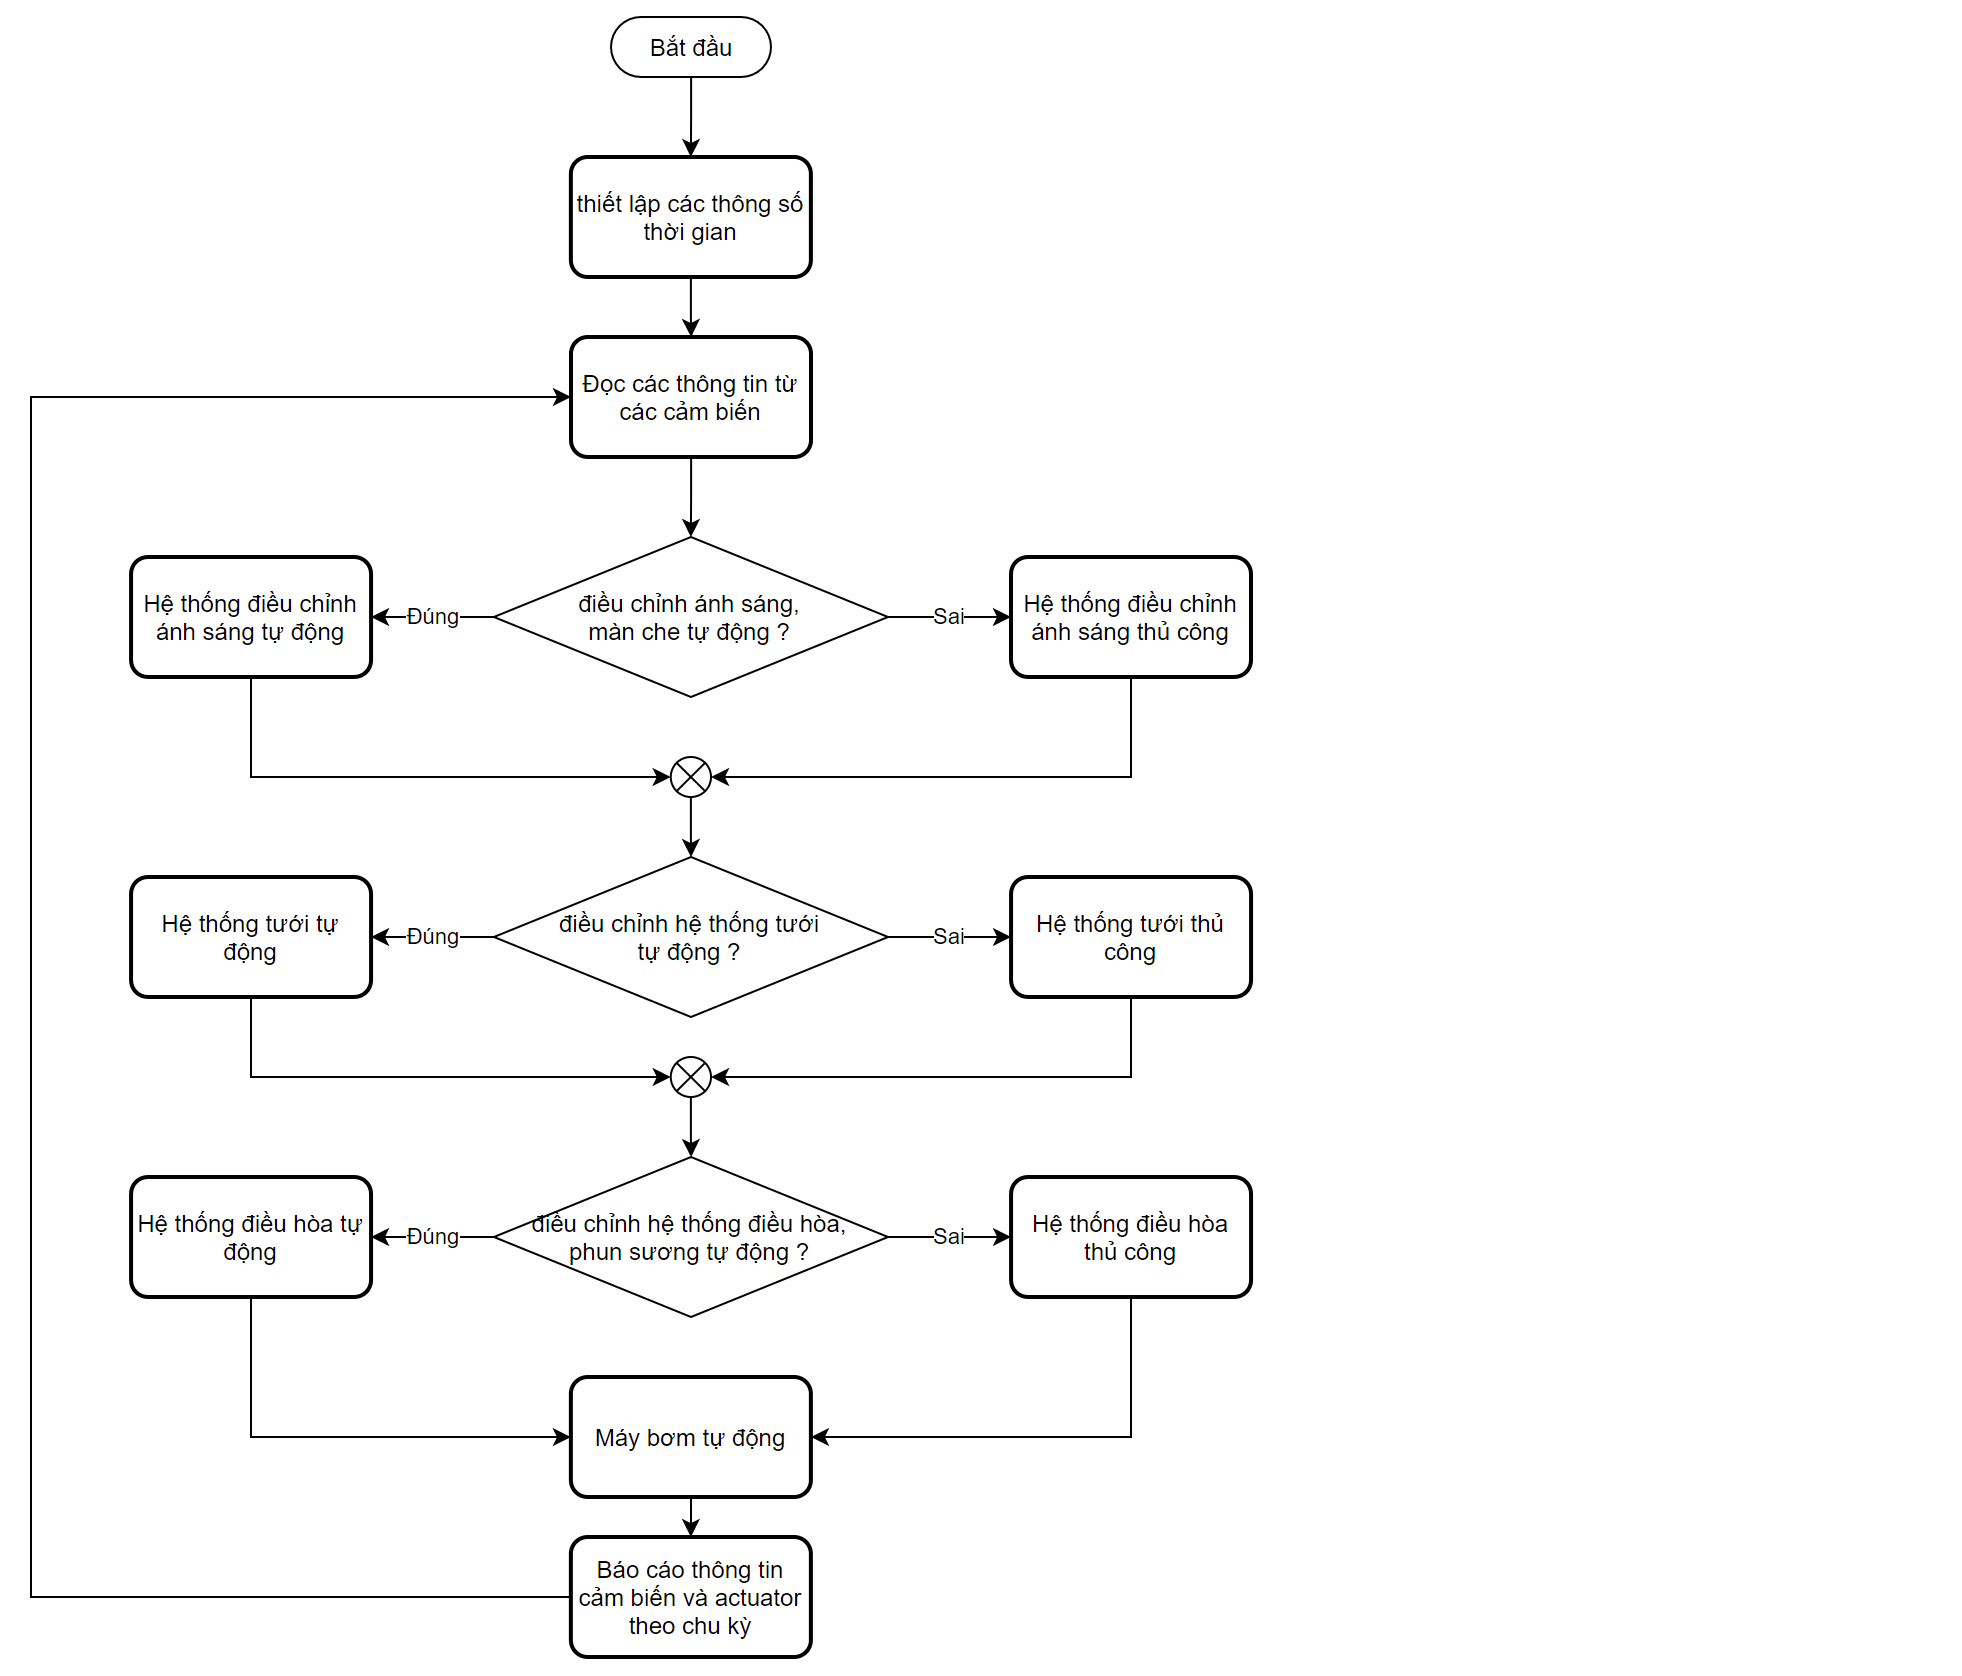 Bắt đầu
thiết lập các thông số
thời gian
Đọc các thông tin từ
các cảm biến
Hệ thống điều chỉnh
ánh sáng tự động
Đúng
điều chỉnh ánh sáng,
màn che tự động ?
Sai
Hệ thống điều chỉnh
ánh sáng thủ công
Hệ thống tưới tự
động
Đúng
điều chỉnh hệ thống tưới
tự động ?
Sai
Hệ thống tưới thủ
công
Hệ thống điều hòa tự
động
Đúng
điều chỉnh hệ thống điều hòa,
phun sương tự động ?
Sai
Hệ thống điều hòa
thủ công
Máy bơm tự động
Báo cáo thông tin
cảm biến và actuator
theo chu kỳ